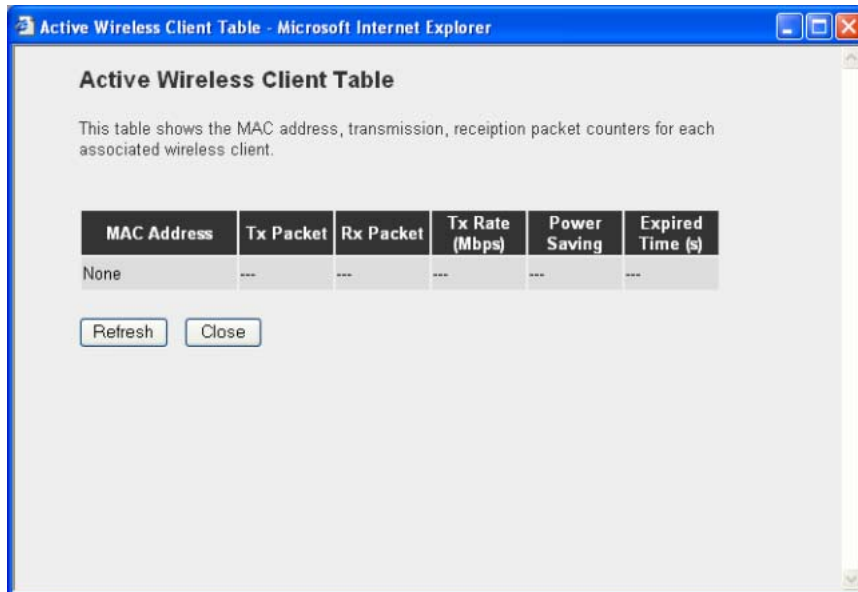 Active Wireless Client Table - Microsoft Internet Explorer
Active Wireless Client Table
This table shows the MAC address, transmission, receiption packet counters for each
associated wireless client.
MAC Address Tx Packet Rx Packet Tx Rate (Mbps) Power Saving Expired Time (s)
None --- --- --- --- ---
Refresh Close